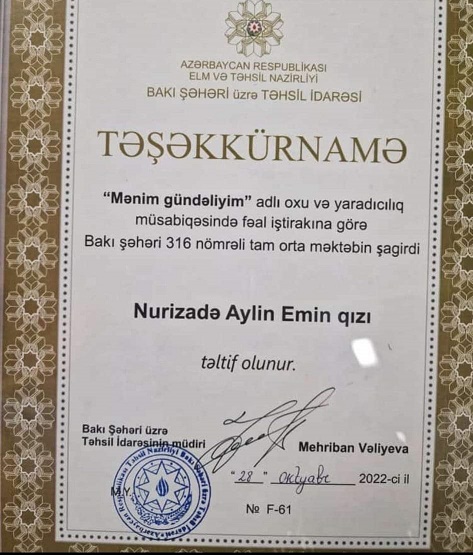 AZƏRBAYCAN RESPUBLİKASI
ELM VƏ TƏHSİL NAZİRLİYİ
BAKI ŞƏHƏRİ üzrə TƏHSİL İDARƏSİ
TƏŞƏKKÜRNAMƏ
“Mənim gündəliyim” adlı oxu və yaradıcılıq
müsabiqəsində fəal iştirakına görə
Bakı şəhəri 316 nömrəli tam orta məktəbin şagirdi
Nurizadə Aylin Emin qızı
təltif olunur.
Bakı Şəhəri üzrə
Təhsil İdarəsinin müdiri
Mehriban Vəliyeva
"28" oktyabr 2022-ci il
M.Y.
№ F-61